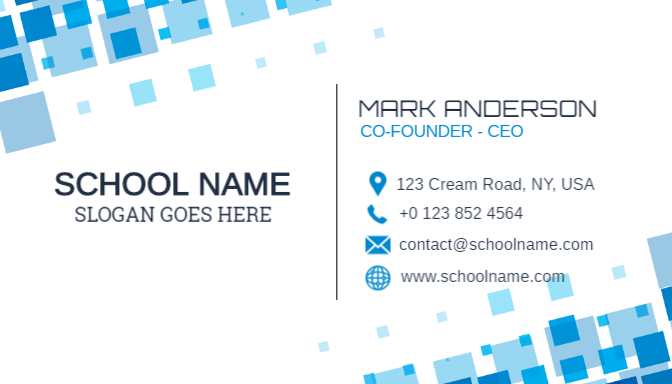 SCHOOL NAME
SLOGAN GOES HERE
MARK ANDERSON
CO-FOUNDER - CEO
123 Cream Road, NY, USA
+0 123 852 4564
contact@schoolname.com
www.schoolname.com